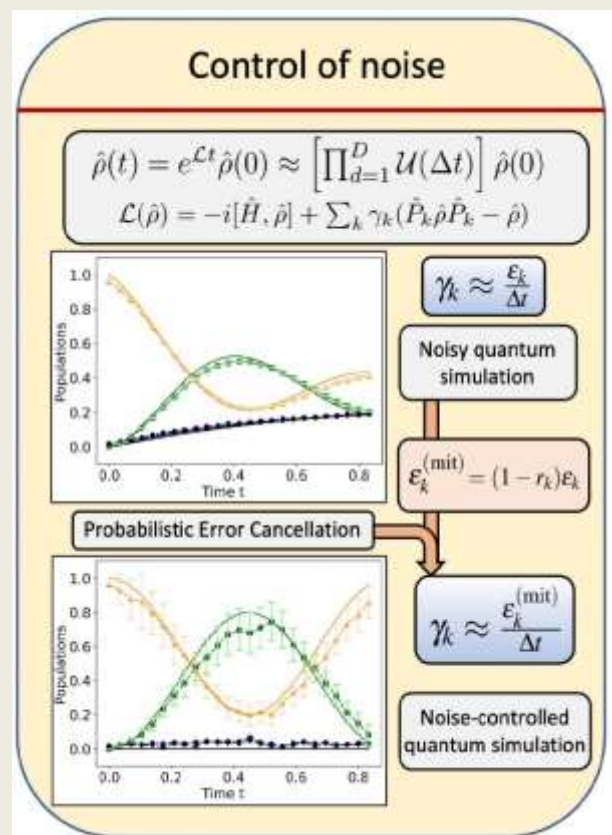 Control of noise
ρ̂(t) = e^{ℒt}ρ̂(0) ≈ [∏_{d=1}^{D} 𝒰(Δt)] ρ̂(0)
ℒ(ρ̂) = −i[Ĥ, ρ̂] + ∑_k γ_k(P̂_kρ̂P̂_k − ρ̂)
Populations
1.0
0.8
0.6
0.4
0.2
0.0
0.0 0.2 0.4 0.6 0.8
Time t
γ_k ≈ ε_k/Δt
Noisy quantum
simulation
ε_k^{(mit)} = (1 − r_k)ε_k
Probabilistic Error Cancellation
Populations
1.0
0.8
0.6
0.4
0.2
0.0
0.0 0.2 0.4 0.6 0.8
Time t
γ_k ≈ ε_k^{(mit)}/Δt
Noise-controlled
quantum simulation